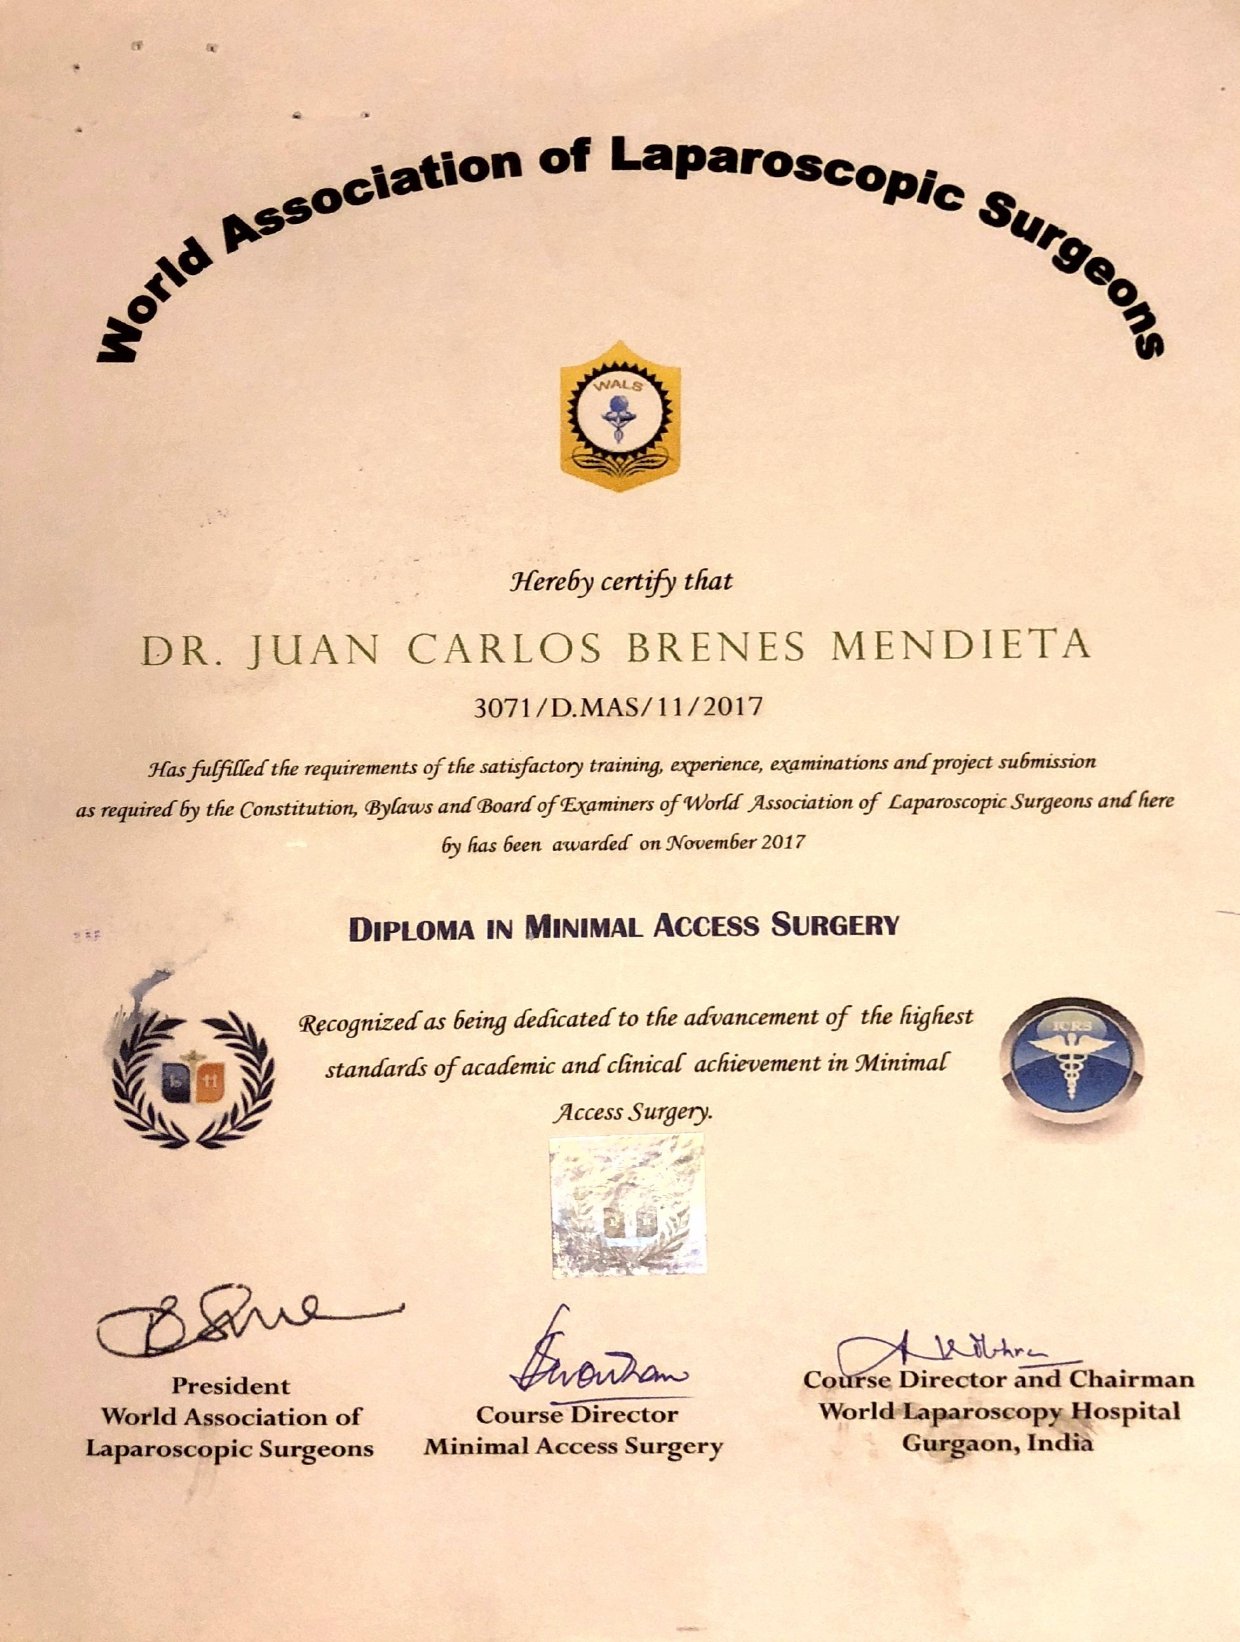 World Association of Laparoscopic Surgeons
WALS
Hereby certify that
DR. JUAN CARLOS BRENES MENDIETA
3071/D.MAS/11/2017
Has fulfilled the requirements of the satisfactory training, experience, examinations and project submission
as required by the Constitution, Bylaws and Board of Examiners of World Association of Laparoscopic Surgeons and here
by has been awarded on November 2017
DIPLOMA IN MINIMAL ACCESS SURGERY
Recognized as being dedicated to the advancement of the highest
standards of academic and clinical achievement in Minimal
Access Surgery.
ICRS
President
World Association of
Laparoscopic Surgeons
Course Director
Minimal Access Surgery
Course Director and Chairman
World Laparoscopy Hospital
Gurgaon, India